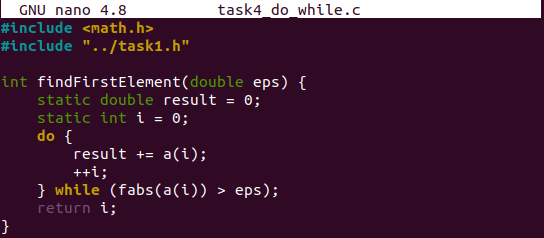 GNU nano 4.8 task4_do_while.c
#include <math.h>
#include "../task1.h"
int findFirstElement(double eps) {
    static double result = 0;
    static int i = 0;
    do {
        result += a(i);
        ++i;
    } while (fabs(a(i)) > eps);
    return i;
}